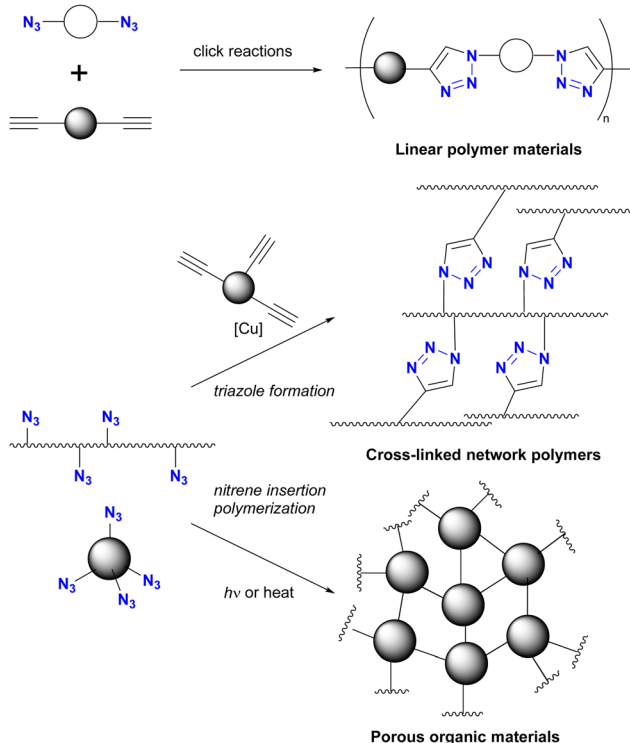 N3 N3
+
click reactions
N N N N N N
n
Linear polymer materials
[Cu]
triazole formation
N N N N N N
N N N N N N
Cross-linked network polymers
N3 N3
N3 N3
nitrene insertion
polymerization
N3
N3 N3
N3
hν or heat
Porous organic materials